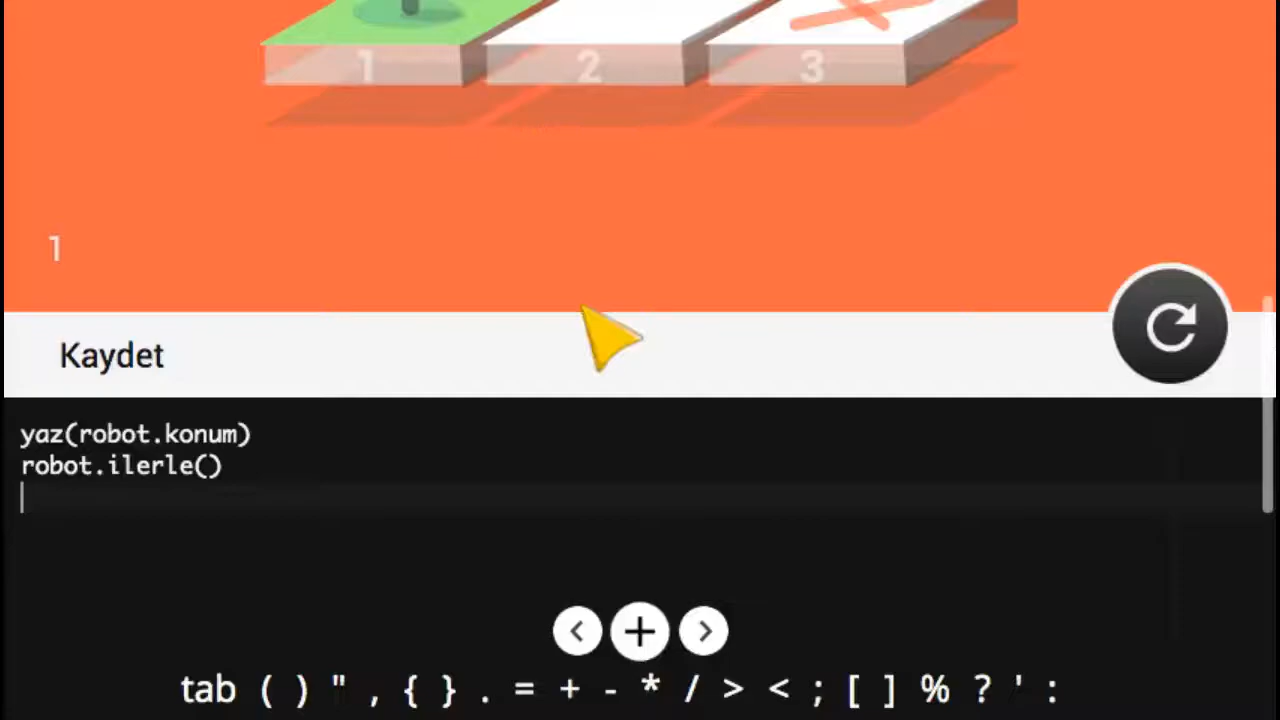 1 2 3
1
Kaydet
yaz(robot.konum)
robot.ilerle()
tab ( ) " , { } . = + - * / > < ; [ ] % ? ' :